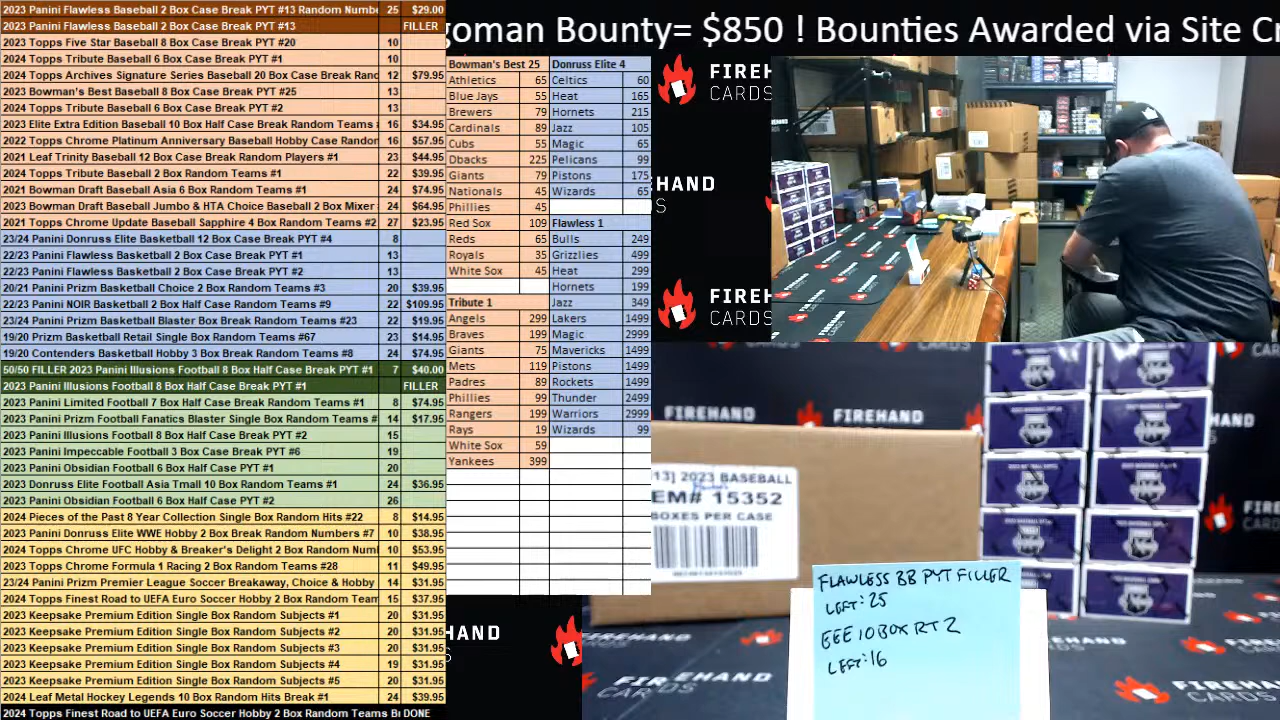 2023 Panini Flawless Baseball 2 Box Case Break PYT #13 Random Numbe 25 $29.00
2023 Panini Flawless Baseball 2 Box Case Break PYT #13 FILLER
2023 Topps Five Star Baseball 8 Box Case Break PYT #20 10
2024 Topps Tribute Baseball 6 Box Case Break PYT #1 10
2024 Topps Archives Signature Series Baseball 20 Box Case Break Ranc 12 $79.95
2023 Bowman's Best Baseball 8 Box Case Break PYT #25 13
2024 Topps Tribute Baseball 6 Box Case Break PYT #2 13
2023 Elite Extra Edition Baseball 10 Box Half Case Break Random Teams 16 $34.95
2022 Topps Chrome Platinum Anniversary Baseball Hobby Case Randon 16 $57.95
2021 Leaf Trinity Baseball 12 Box Case Break Random Players #1 23 $44.95
2024 Topps Tribute Baseball 2 Box Random Teams #1 22 $39.95
2021 Bowman Draft Baseball Asia 6 Box Random Teams #1 24 $74.95
2023 Bowman Draft Baseball Jumbo & HTA Choice Baseball 2 Box Mixer 24 $64.95
2021 Topps Chrome Update Baseball Sapphire 4 Box Random Teams #2 27 $23.95
23/24 Panini Donruss Elite Basketball 12 Box Case Break PYT #4 8
22/23 Panini Flawless Basketball 2 Box Case Break PYT #1 13
22/23 Panini Flawless Basketball 2 Box Case Break PYT #2 13
20/21 Panini Prizm Basketball Choice 2 Box Random Teams #3 20 $39.95
22/23 Panini NOIR Basketball 2 Box Half Case Random Teams #9 22 $109.95
23/24 Panini Prizm Basketball Blaster Box Break Random Teams #23 22 $19.95
19/20 Prizm Basketball Retail Single Box Random Teams #67 23 $14.95
19/20 Contenders Basketball Hobby 3 Box Break Random Teams #8 24 $74.95
50/50 FILLER 2023 Panini Illusions Football 8 Box Half Case Break PYT #1 7 $40.00
2023 Panini Illusions Football 8 Box Half Case Break PYT #1 FILLER
2023 Panini Limited Football 7 Box Half Case Break Random Teams #1 8 $74.95
2023 Panini Prizm Football Fanatics Blaster Single Box Random Teams # 14 $17.95
2023 Panini Illusions Football 8 Box Half Case Break PYT #2 15
2023 Panini Impeccable Football 3 Box Case Break PYT #6 19
2023 Panini Obsidian Football 6 Box Half Case PYT #1 20
2023 Donruss Elite Football Asia Tmall 10 Box Random Teams #1 24 $36.95
2023 Panini Obsidian Football 6 Box Half Case PYT #2 26
2024 Pieces of the Past 8 Year Collection Single Box Random Hits #22 8 $14.95
2023 Panini Donruss Elite WWE Hobby 2 Box Break Random Numbers #7 10 $38.95
2024 Topps Chrome UFC Hobby & Breaker's Delight 2 Box Random Numl 10 $53.95
2023 Topps Chrome Formula 1 Racing 2 Box Random Teams #28 11 $49.95
23/24 Panini Prizm Premier League Soccer Breakaway, Choice & Hobby 14 $31.95
2024 Topps Finest Road to UEFA Euro Soccer Hobby 2 Box Random Team 15 $37.95
2023 Keepsake Premium Edition Single Box Random Subjects #1 20 $31.95
2023 Keepsake Premium Edition Single Box Random Subjects #2 20 $31.95
2023 Keepsake Premium Edition Single Box Random Subjects #3 20 $31.95
2023 Keepsake Premium Edition Single Box Random Subjects #4 19 $31.95
2023 Keepsake Premium Edition Single Box Random Subjects #5 20 $31.95
2024 Leaf Metal Hockey Legends 10 Box Random Hits Break #1 24 $39.95
2024 Topps Finest Road to UEFA Euro Soccer Hobby 2 Box Random Teams B DONE
goman Bounty= $850 ! Bounties Awarded via Site Cr
Bowman's Best 25
Athletics 65
Blue Jays 55
Brewers 79
Cardinals 89
Cubs 55
Dbacks 225
Giants 79
Nationals 45
Phillies 45
Red Sox 109
Reds 65
Royals 35
White Sox 45
Tribute 1
Angels 299
Braves 199
Giants 75
Mets 119
Padres 89
Phillies 99
Rangers 199
Rays 19
White Sox 59
Yankees 399
Donruss Elite 4
Celtics 60
Heat 165
Hornets 215
Jazz 105
Magic 65
Pelicans 99
Pistons 175
Wizards 65
Flawless 1
Bulls 249
Grizzlies 499
Heat 299
Hornets 199
Jazz 349
Lakers 1499
Magic 2999
Mavericks 1499
Pistons 1499
Rockets 1499
Thunder 2499
Warriors 2999
Wizards 99
FIREH
CARDS
EHAND
S
FIREH
CARDS
HAND
S
FIREHAND
FIREHAND
13] 2023 BASEBALL
EM# 15352
BOXES PER CASE
FLAWLESS BB PYT FILLER
LEFT: 25
EEE 10 BOX RT 2
LEFT: 16
FIREHAND
CARDS
FIREHAND
CARDS